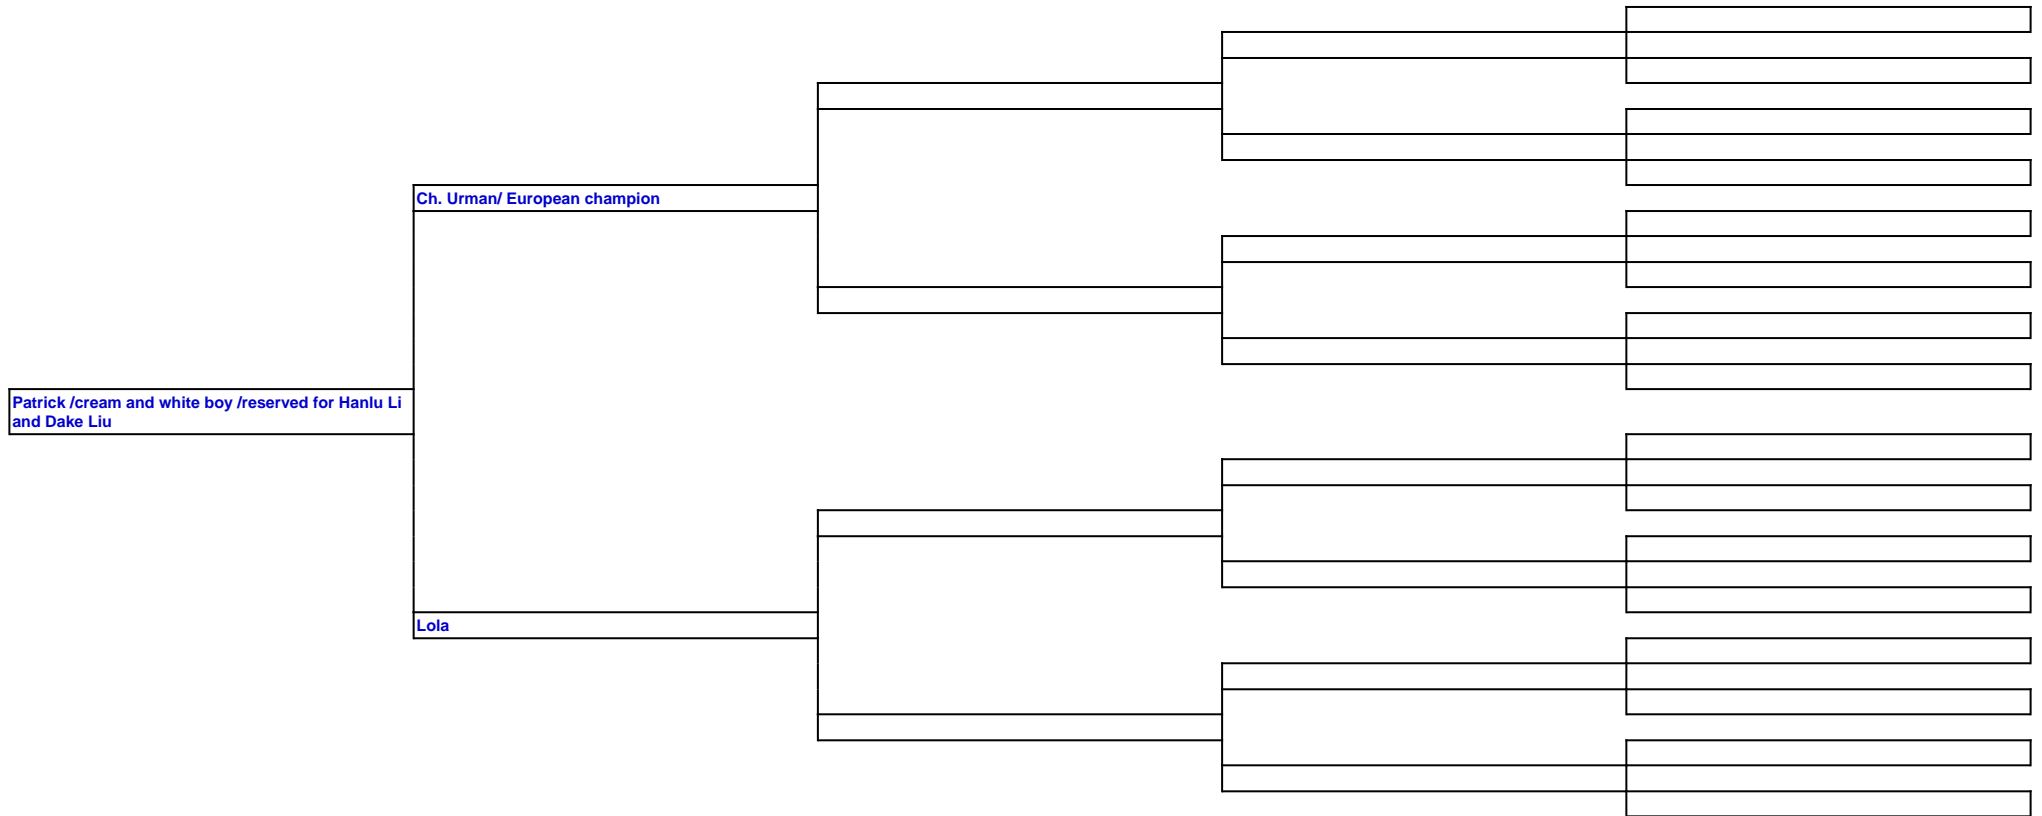 Ch. Urman/ European champion
Patrick /cream and white boy /reserved for Hanlu Li
and Dake Liu
Lola